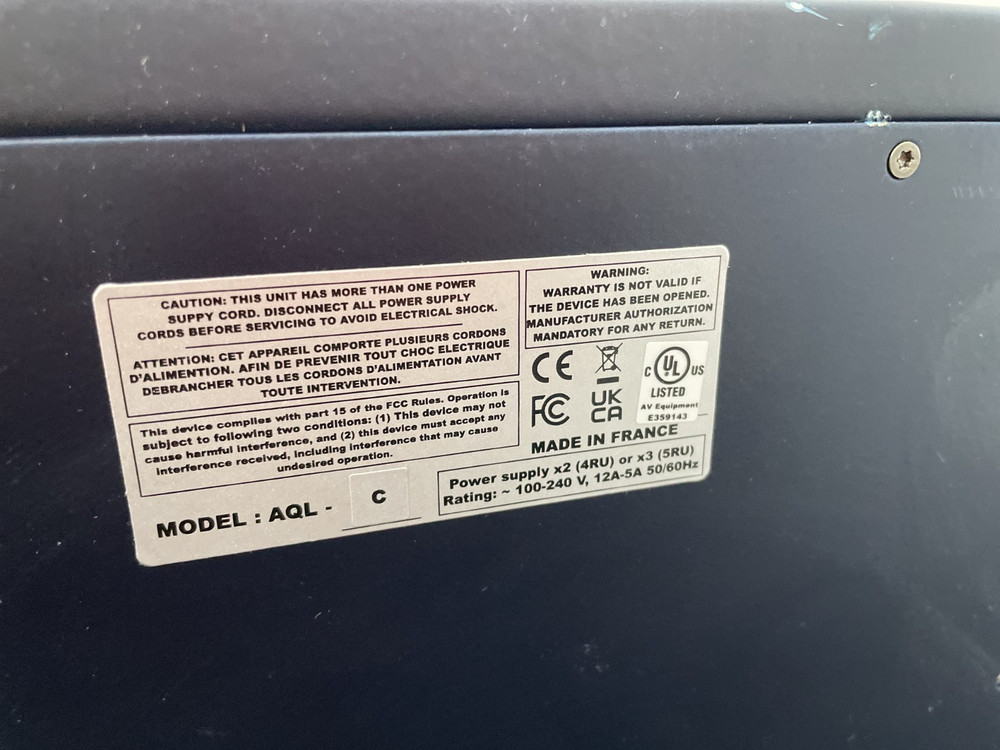 CAUTION: THIS UNIT HAS MORE THAN ONE POWER
SUPPLY CORD. DISCONNECT ALL POWER SUPPLY
CORDS BEFORE SERVICING TO AVOID ELECTRICAL SHOCK.
ATTENTION: CET APPAREIL COMPORTE PLUSIEURS CORDONS
D'ALIMENTION. AFIN DE PREVENIR TOUT CHOC ELECTRIQUE
DEBRANCHER TOUS LES CORDONS D'ALIMENTATION AVANT
TOUTE INTERVENTION.
This device complies with part 15 of the FCC Rules. Operation is
subject to following two conditions: (1) This device may not
cause harmful interference, and (2) this device must accept any
interference received, including interference that may cause
undesired operation.
MODEL : AQL - C
WARNING:
WARRANTY IS NOT VALID IF
THE DEVICE HAS BEEN OPENED.
MANUFACTURER AUTHORIZATION
MANDATORY FOR ANY RETURN.
CE
C UL US
LISTED
AV Equipment
E359143
FC
UK
CA
MADE IN FRANCE
Power supply x2 (4RU) or x3 (5RU)
Rating: ~ 100-240 V, 12A-5A 50/60Hz